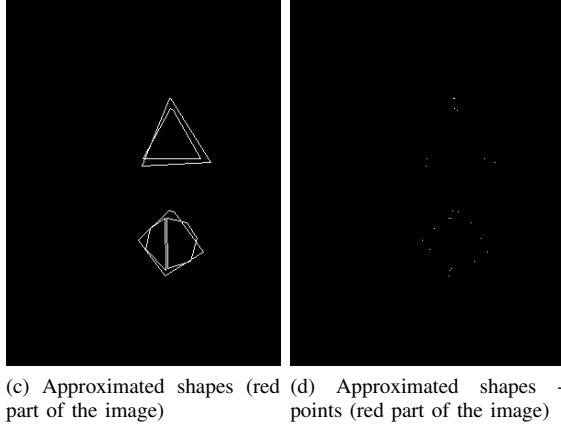 (c) Approximated shapes (red
part of the image)
(d) Approximated shapes -
points (red part of the image)